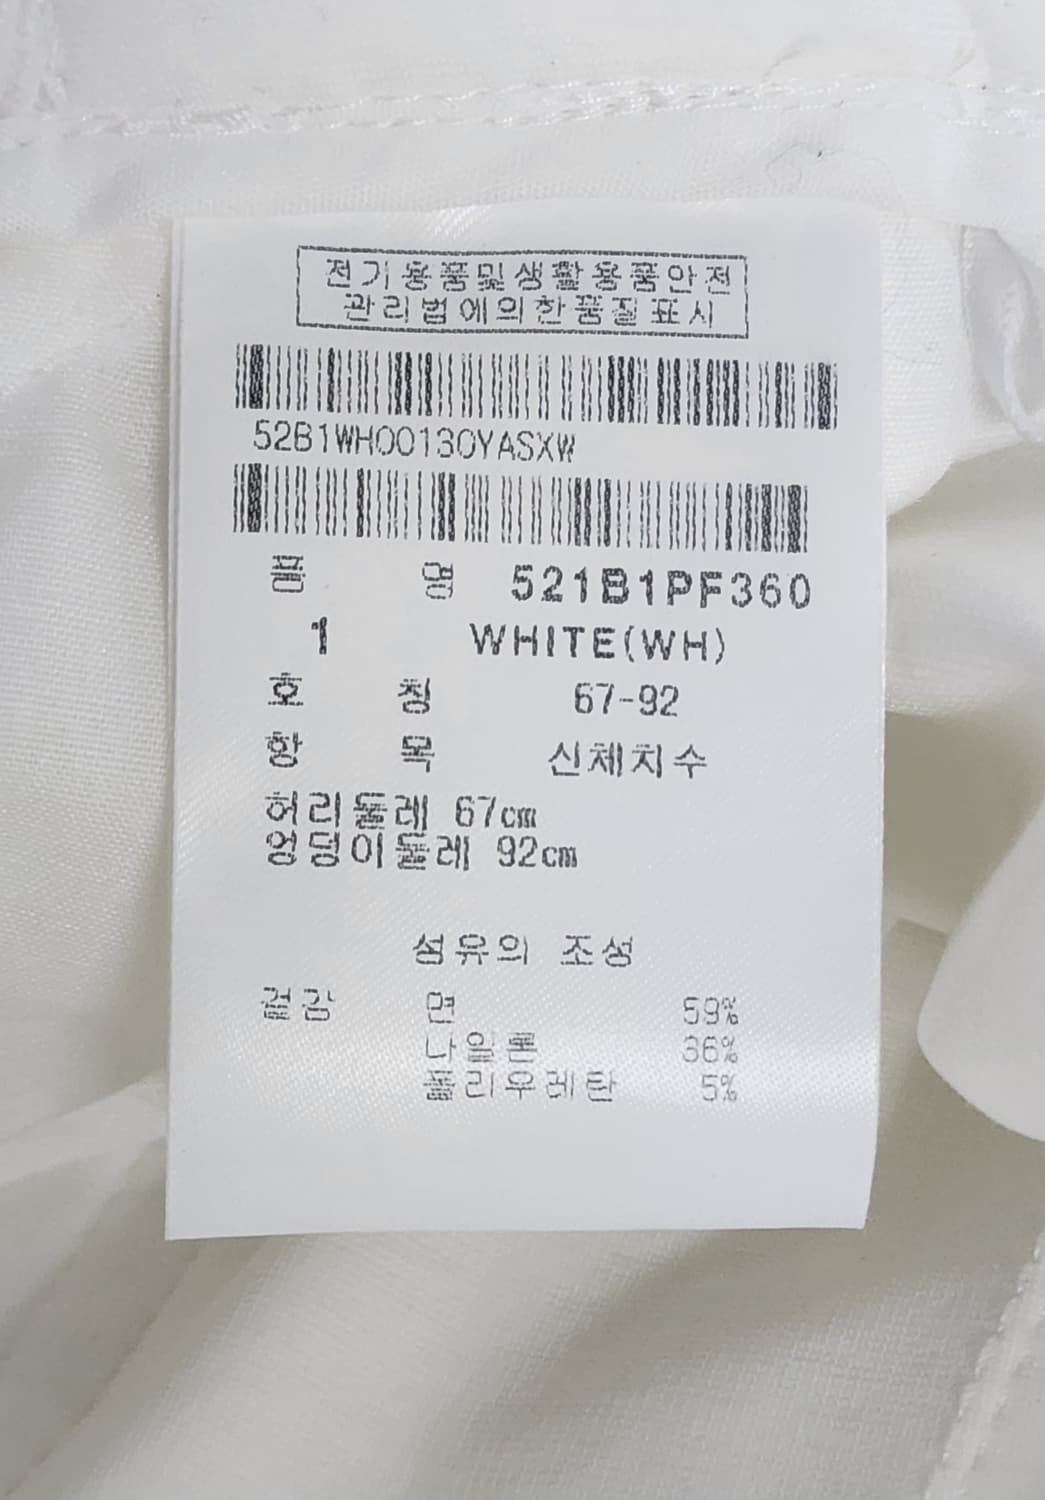 전기용품및생활용품안전
관리법에의한품질표시
52B1WH00130YASXW
품 명 521B1PF360
1 WHITE(WH)
호 칭 67-92
항 목 신체치수
허리둘레 67cm
엉덩이둘레 92cm
섬유의 조성
겉감 면 59%
나일론 36%
폴리우레탄 5%